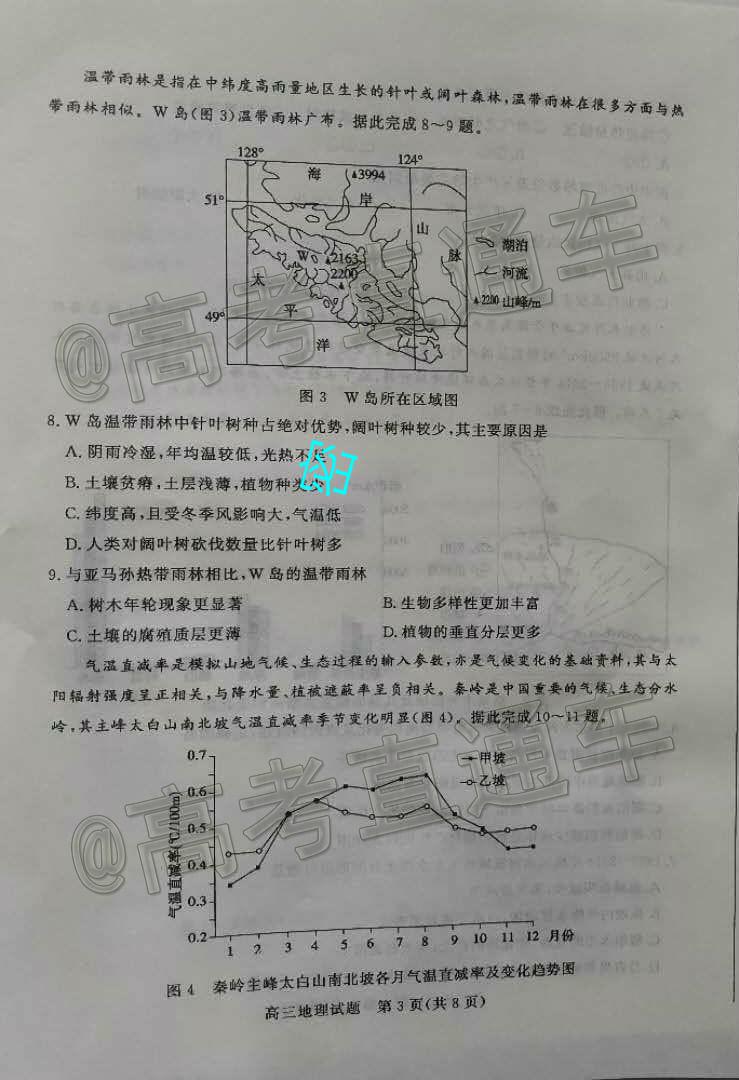 温带雨林是指在中纬度高雨量地区生长的针叶或阔叶森林，温带雨林在很多方面与热
带雨林相似。W 岛(图 3)温带雨林广布。据此完成 8～9 题。
128° 124°
海 ▲3994
51° 岸
山
湖泊
W ▲2163 脉
太 2200 河流
▲
平 ▲2200 山峰/m
49°
洋
图 3 W 岛所在区域图
8. W 岛温带雨林中针叶树种占绝对优势，阔叶树种较少，其主要原因是
A. 阴雨冷湿，年均温较低，光热不足
B. 土壤贫瘠，土层浅薄，植物种类少
C. 纬度高，且受冬季风影响大，气温低
D. 人类对阔叶树砍伐数量比针叶树多
9. 与亚马孙热带雨林相比，W 岛的温带雨林
A. 树木年轮现象更显著 B. 生物多样性更加丰富
C. 土壤的腐殖质层更薄 D. 植物的垂直分层更多
气温直减率是模拟山地气候、生态过程的输入参数，亦是气候变化的基础资料，其与太
阳辐射强度呈正相关，与降水量、植被遮蔽率呈负相关。秦岭是中国重要的气候、生态分水
岭，其主峰太白山南北坡气温直减率季节变化明显(图 4)。据此完成 10～11 题。
0.7
甲坡
乙坡
0.6
0.5
0.4
0.3
0.2
气温直减率(℃/100m)
1 2 3 4 5 6 7 8 9 10 11 12 月份
图 4 秦岭主峰太白山南北坡各月气温直减率及变化趋势图
高三地理试题 第 3 页(共 8 页)
@高考直通车
@高考直通车